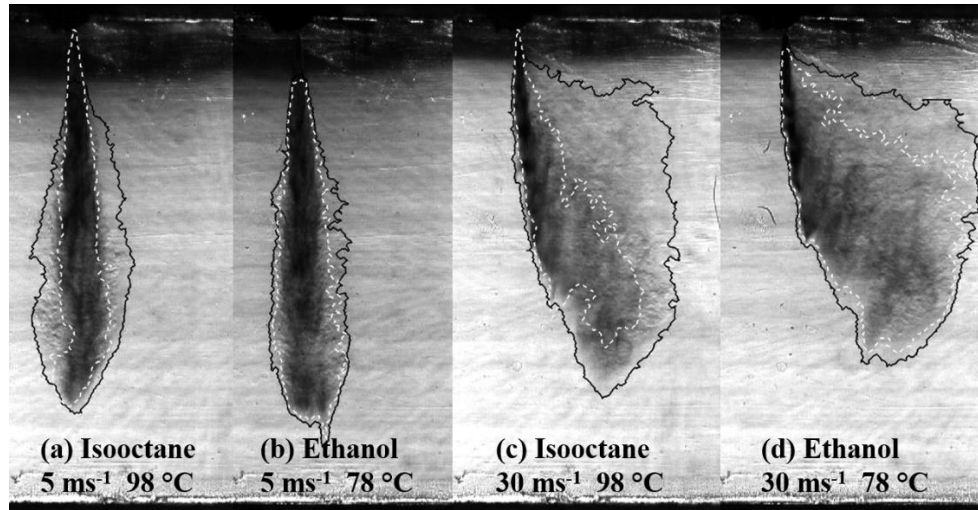 (a) Isooctane
5 ms⁻¹ 98 °C
(b) Ethanol
5 ms⁻¹ 78 °C
(c) Isooctane
30 ms⁻¹ 98 °C
(d) Ethanol
30 ms⁻¹ 78 °C